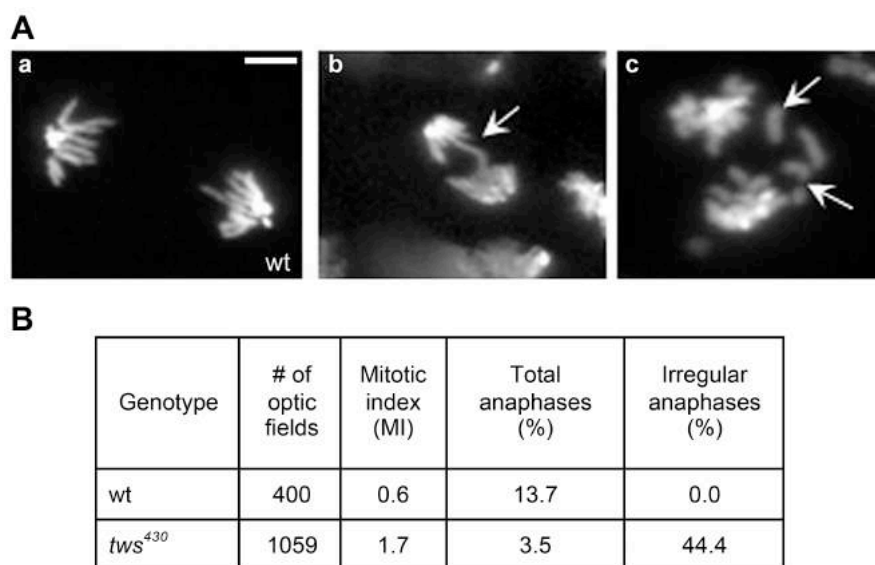 A
a
b
c
wt
B
Genotype
# of
optic
fields
Mitotic
index
(MI)
Total
anaphases
(%)
Irregular
anaphases
(%)
wt 400 0.6 13.7 0.0
tws430 1059 1.7 3.5 44.4